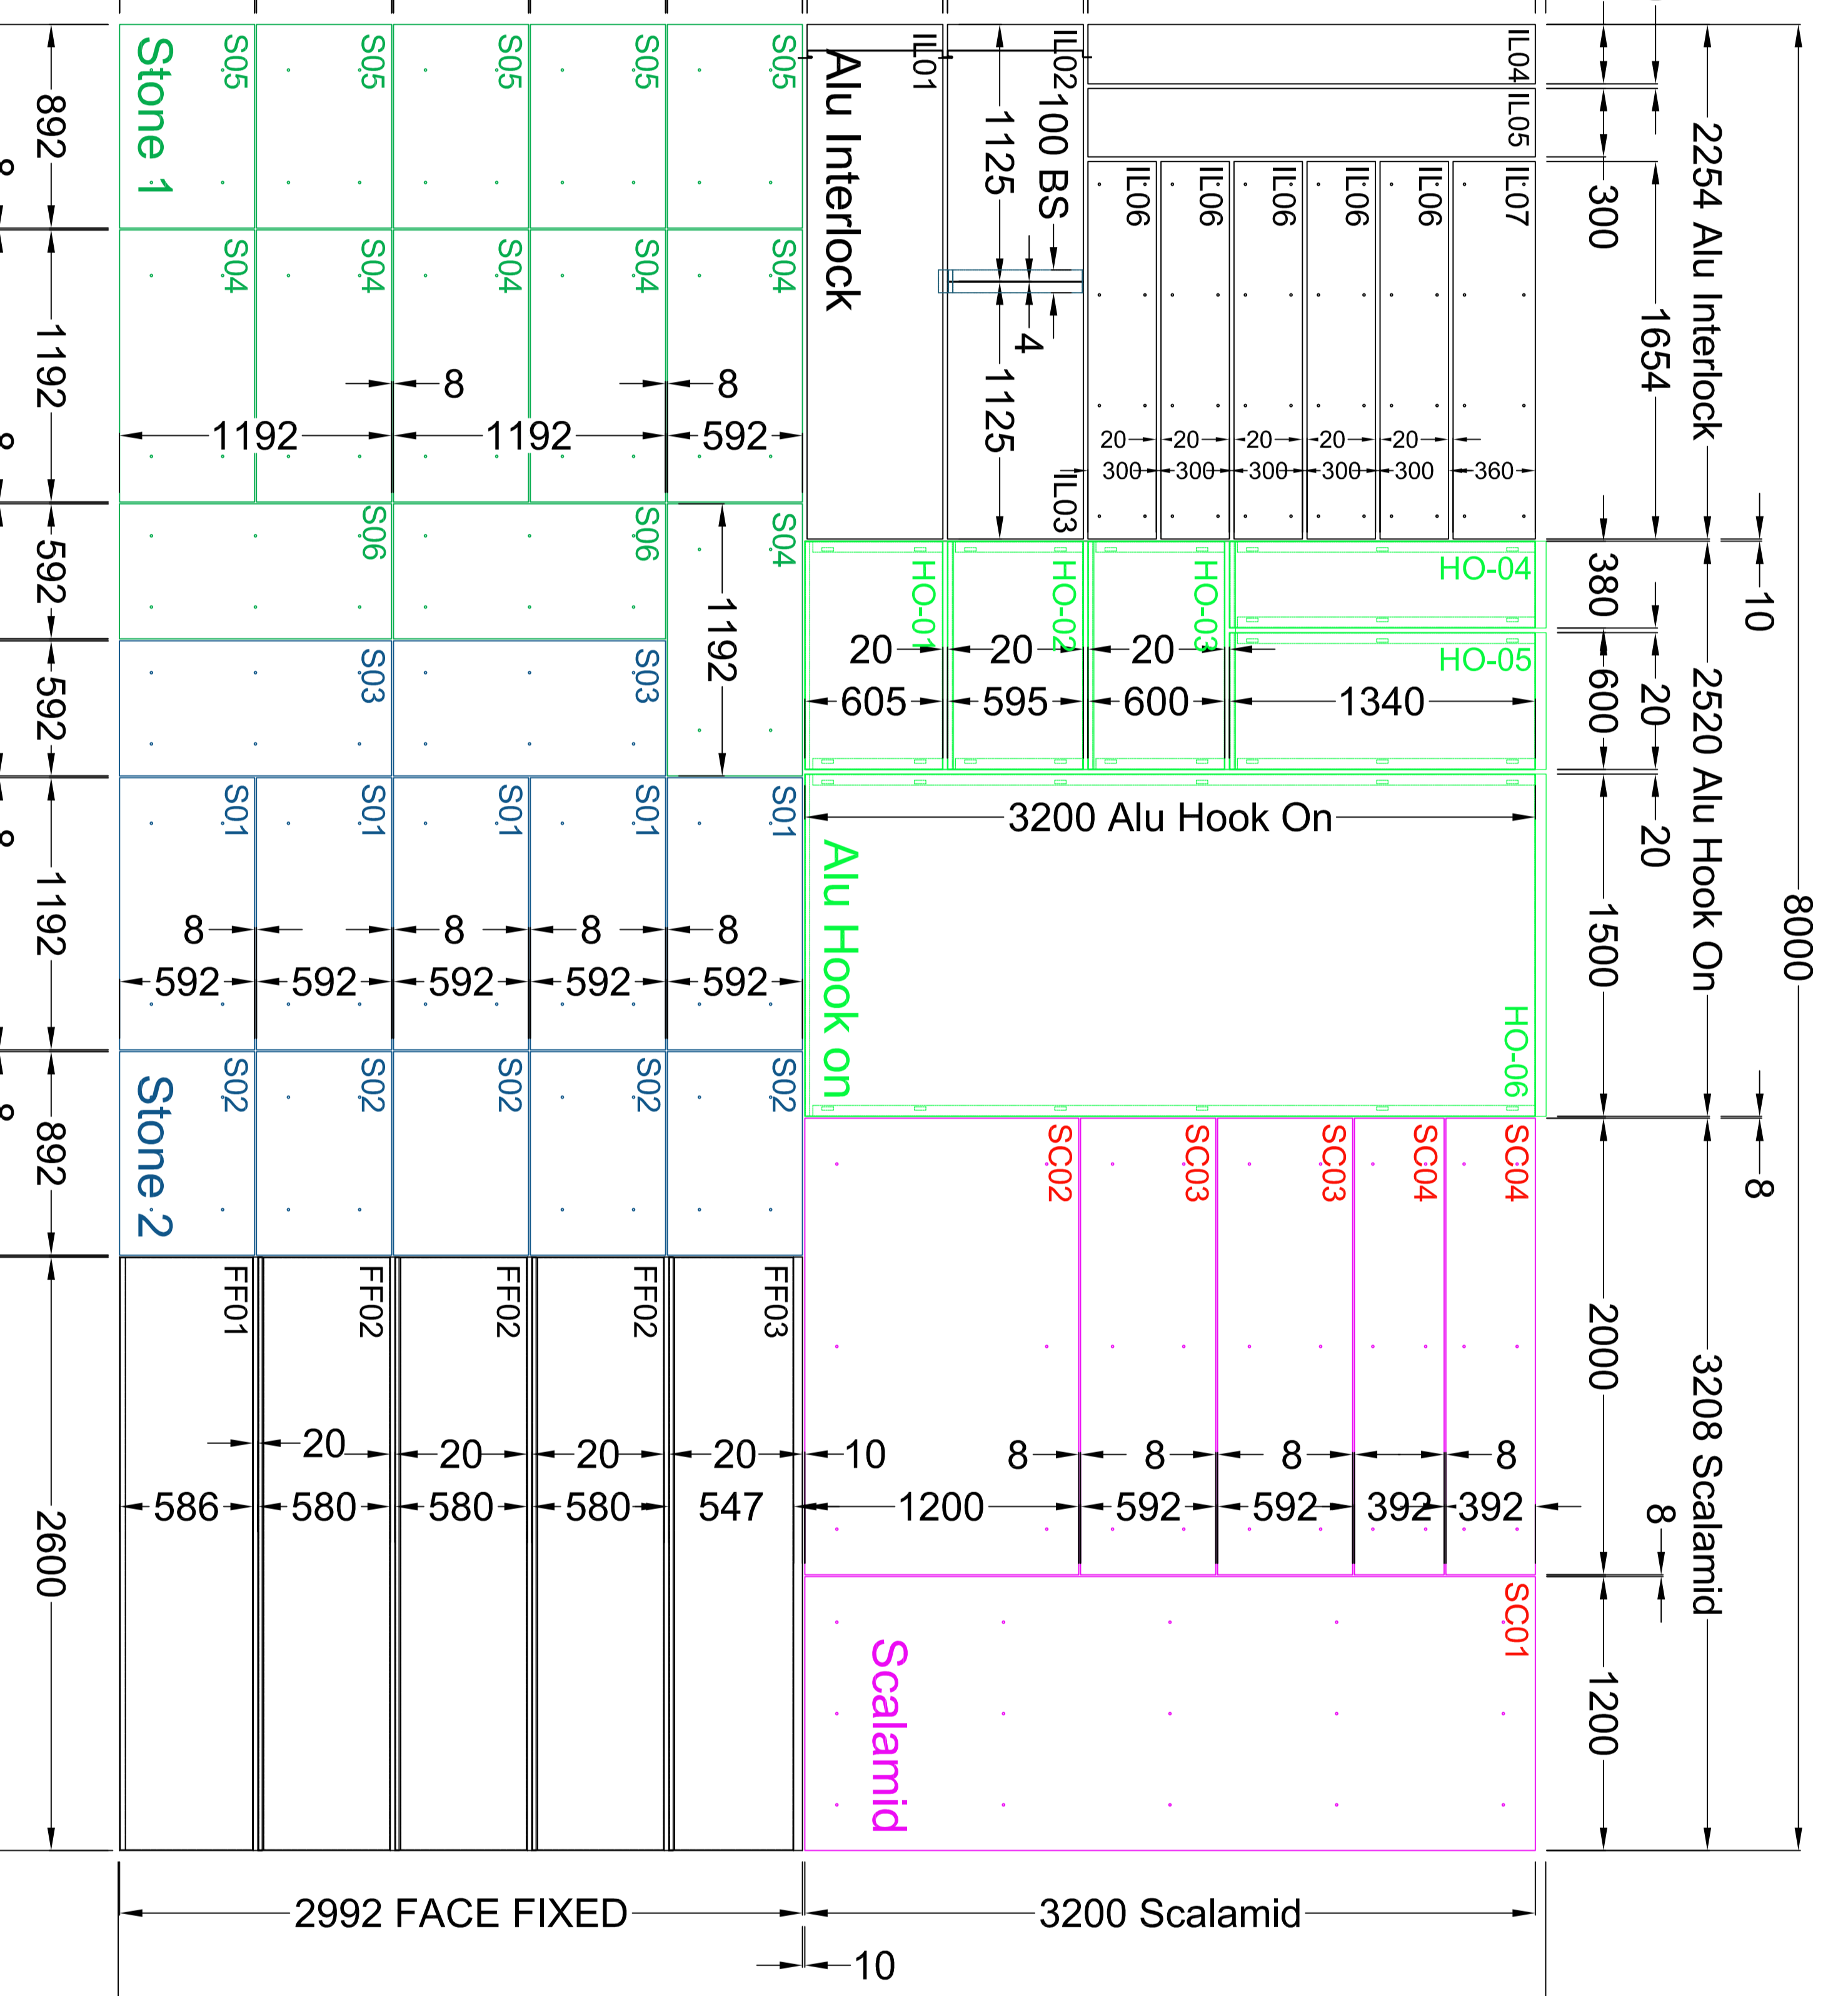 8000
2254 Alu Interlock
2520 Alu Hook On
3208 Scalamid
10
8
1654
20
20
8
300
380
600
1500
2000
1200
IL04
IL05
IL07
IL06
IL06
IL06
IL06
IL06
20
20
20
20
20
300
300
300
300
300
360
IL02
100 BS
1125
4
1125
IL03
IL01
Alu Interlock
HO-04
HO-05
HO-03
HO-02
HO-01
20
20
20
605
595
600
1340
3200 Alu Hook On
Alu Hook on
HO-06
SC04
SC04
SC03
SC03
SC02
10
8
8
8
8
1200
592
592
392
392
SC01
Scalamid
S05
S05
S05
S05
S05
Stone 1
S04
S04
S04
S04
S04
8
8
1192
1192
592
S04
S06
S06
1192
S03
S03
S01
S01
S01
S01
S01
8
8
8
8
592
592
592
592
592
S02
S02
S02
S02
S02
Stone 2
FF03
FF02
FF02
FF02
FF01
20
20
20
20
586
580
580
580
547
892
1192
592
592
1192
892
2600
8
8
8
8
2992 FACE FIXED
3200 Scalamid
10